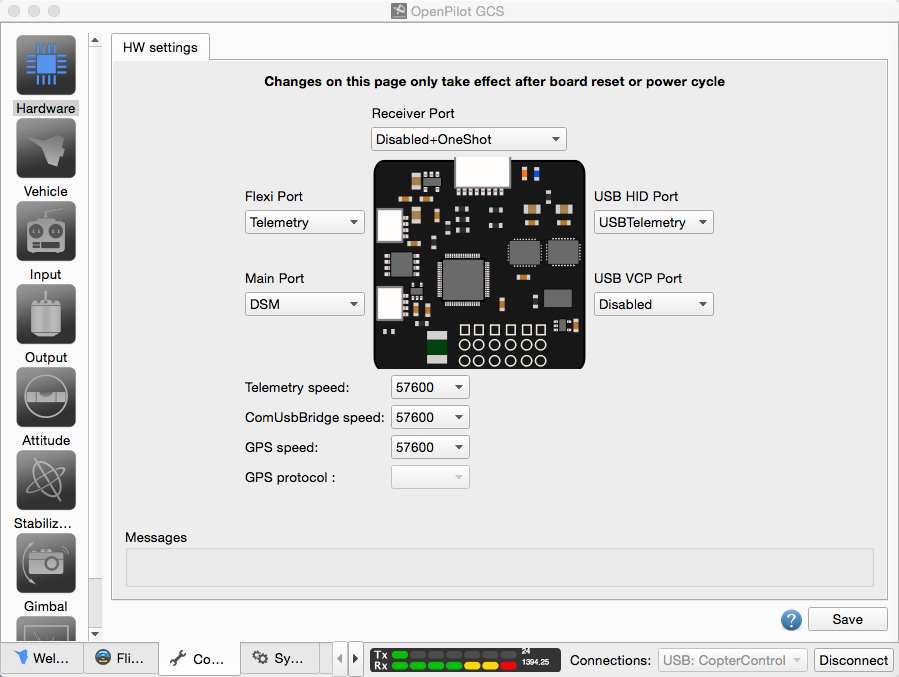 OpenPilot GCS
HW settings
Changes on this page only take effect after board reset or power cycle
Hardware
Vehicle
Input
Output
Attitude
Stabiliz...
Gimbal
Receiver Port
Disabled+OneShot
Flexi Port
Telemetry
USB HID Port
USBTelemetry
Main Port
DSM
USB VCP Port
Disabled
Telemetry speed:
57600
ComUsbBridge speed:
57600
GPS speed:
57600
GPS protocol :
Messages
?
Save
Wel...
Fli...
Co...
Sy...
Tx
24
Rx
1394.25
Connections:
USB: CopterControl
Disconnect